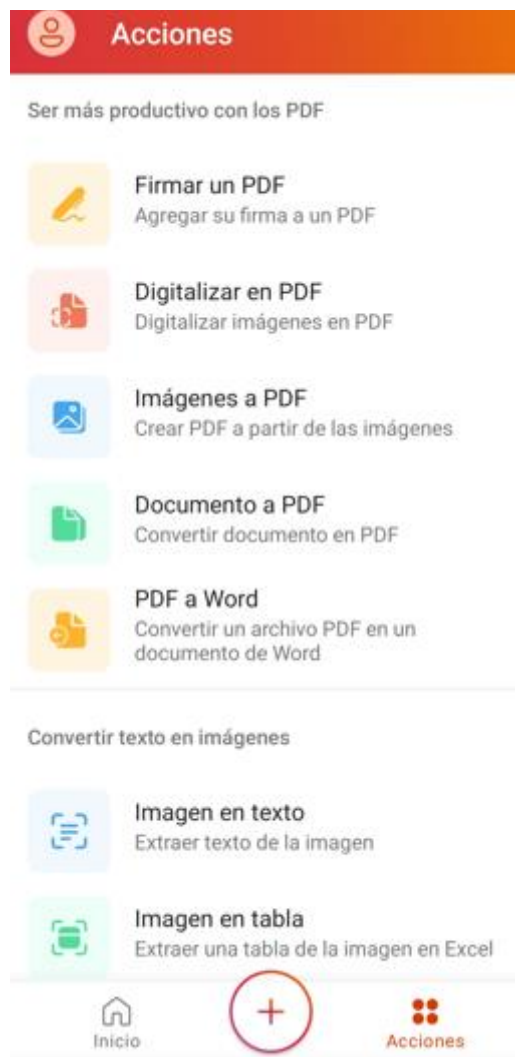 Acciones
Ser más productivo con los PDF
Firmar un PDF
Agregar su firma a un PDF
Digitalizar en PDF
Digitalizar imágenes en PDF
Imágenes a PDF
Crear PDF a partir de las imágenes
Documento a PDF
Convertir documento en PDF
PDF a Word
Convertir un archivo PDF en un
documento de Word
Convertir texto en imágenes
Imagen en texto
Extraer texto de la imagen
Imagen en tabla
Extraer una tabla de la imagen en Excel
Inicio
Acciones